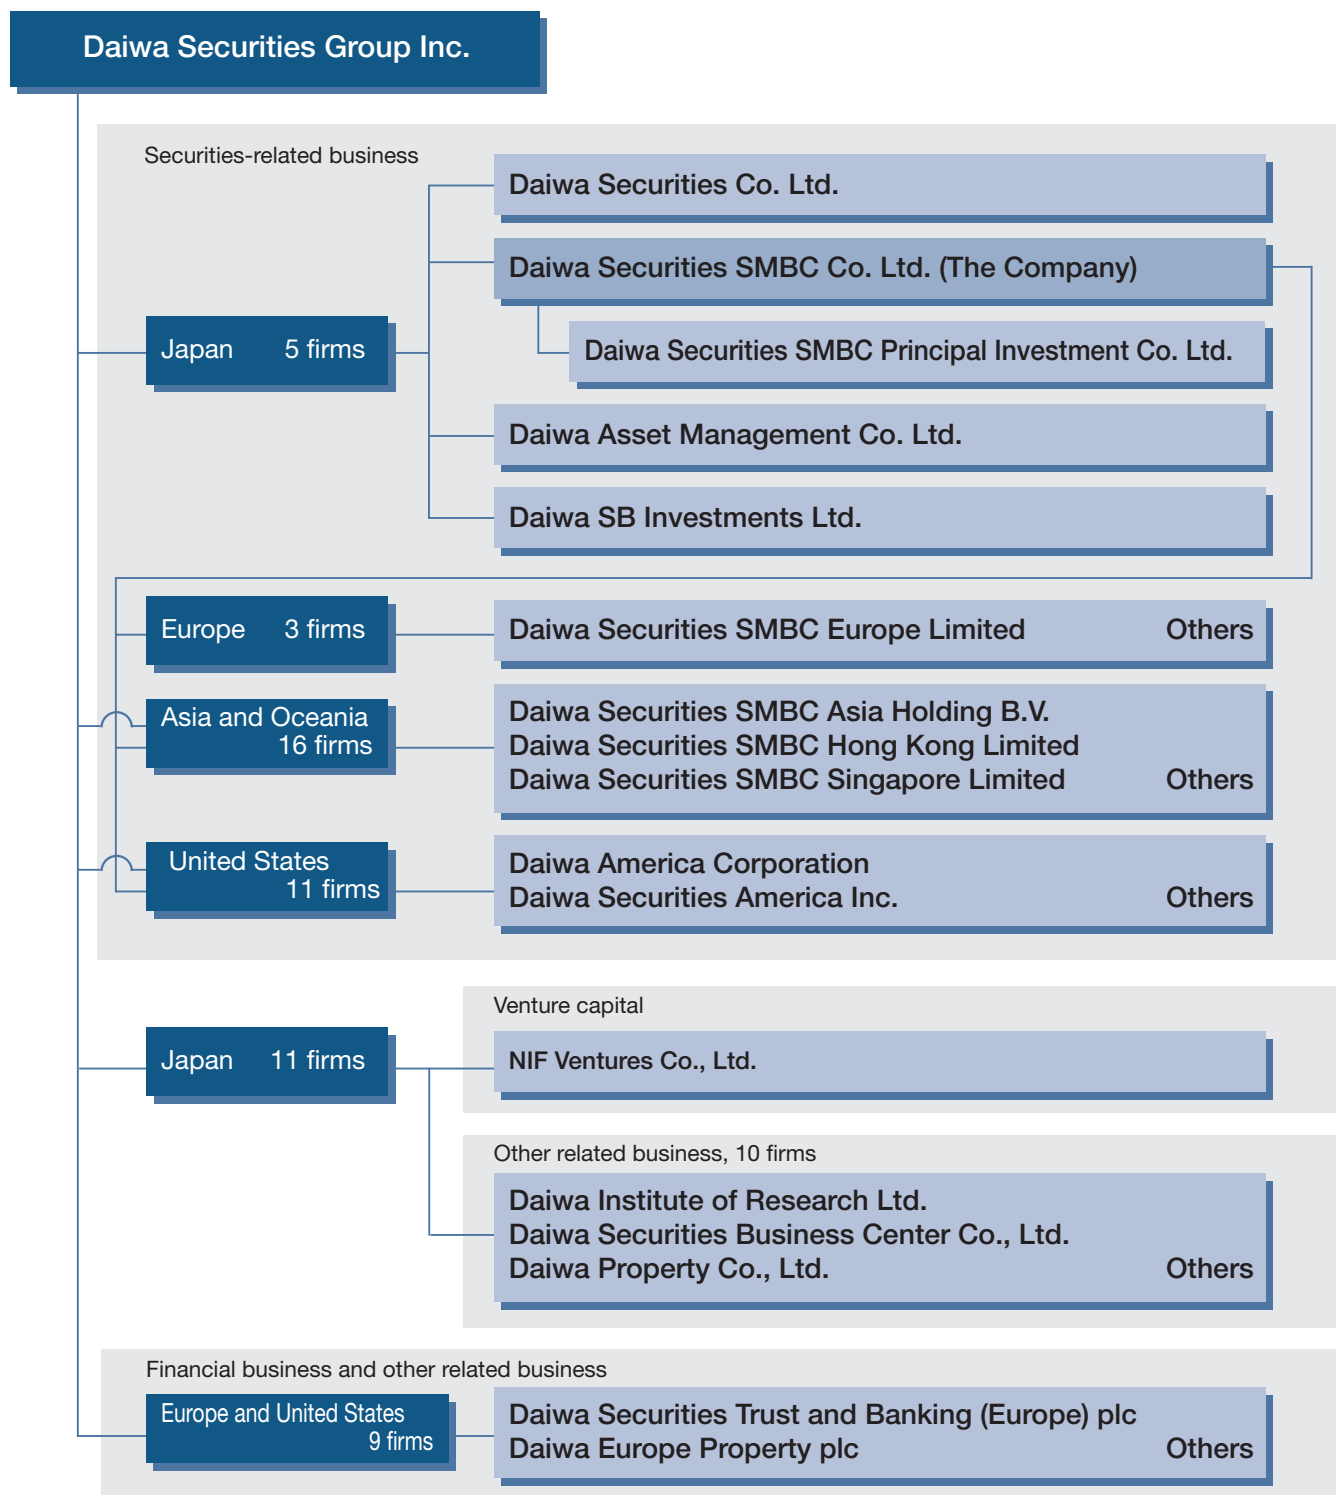 Daiwa Securities Group Inc.
Securities-related business
Daiwa Securities Co. Ltd.
Daiwa Securities SMBC Co. Ltd. (The Company)
Japan 5 firms
Daiwa Securities SMBC Principal Investment Co. Ltd.
Daiwa Asset Management Co. Ltd.
Daiwa SB Investments Ltd.
Europe 3 firms
Daiwa Securities SMBC Europe Limited Others
Asia and Oceania
16 firms
Daiwa Securities SMBC Asia Holding B.V.
Daiwa Securities SMBC Hong Kong Limited
Daiwa Securities SMBC Singapore Limited Others
United States
11 firms
Daiwa America Corporation
Daiwa Securities America Inc. Others
Venture capital
Japan 11 firms
NIF Ventures Co., Ltd.
Other related business, 10 firms
Daiwa Institute of Research Ltd.
Daiwa Securities Business Center Co., Ltd.
Daiwa Property Co., Ltd. Others
Financial business and other related business
Europe and United States
9 firms
Daiwa Securities Trust and Banking (Europe) plc
Daiwa Europe Property plc Others